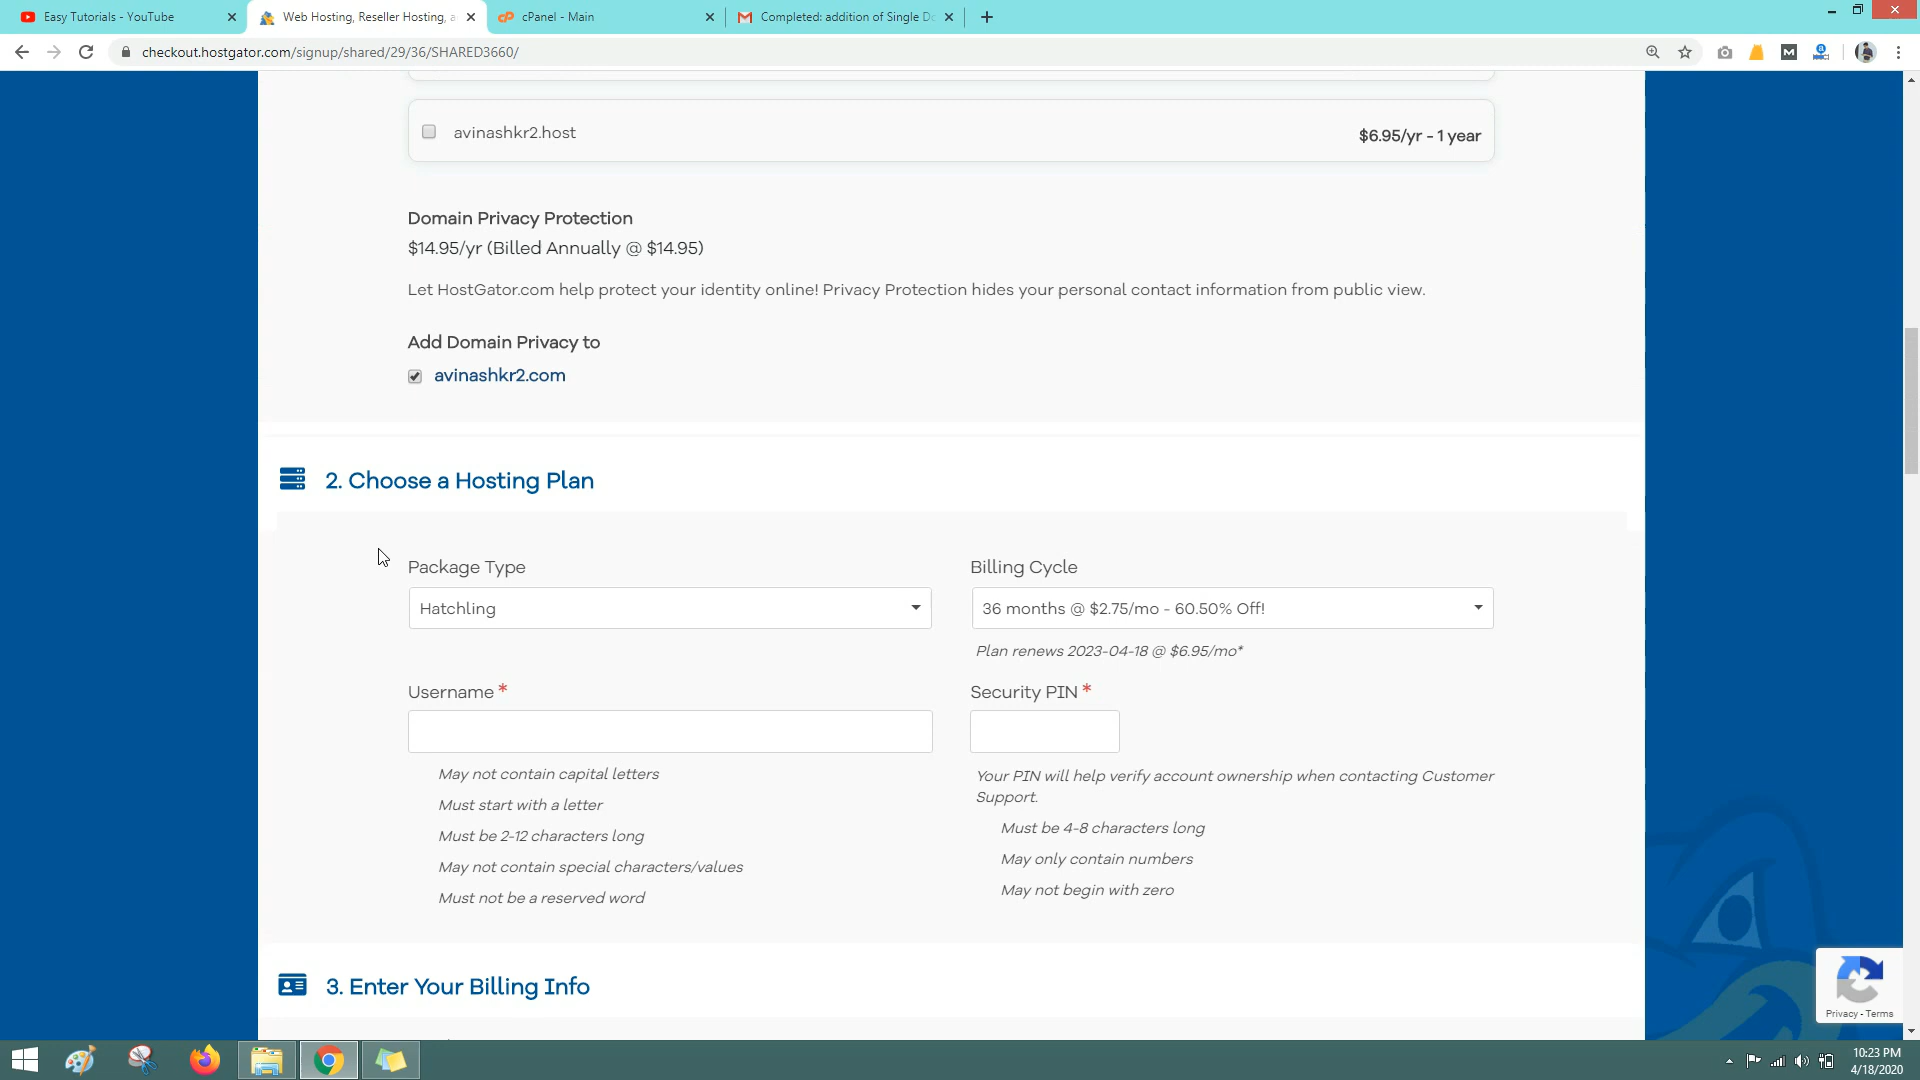 Easy Tutorials - YouTube
Web Hosting, Reseller Hosting, a
cPanel - Main
Completed: addition of Single Do
checkout.hostgator.com/signup/shared/29/36/SHARED3660/
avinashkr2.host
$6.95/yr - 1 year
Domain Privacy Protection
$14.95/yr (Billed Annually @ $14.95)
Let HostGator.com help protect your identity online! Privacy Protection hides your personal contact information from public view.
Add Domain Privacy to
avinashkr2.com
2. Choose a Hosting Plan
Package Type
Billing Cycle
Hatchling
36 months @ $2.75/mo - 60.50% Off!
Plan renews 2023-04-18 @ $6.95/mo*
Username *
Security PIN *
May not contain capital letters
Must start with a letter
Must be 2-12 characters long
May not contain special characters/values
Must not be a reserved word
Your PIN will help verify account ownership when contacting Customer
Support.
Must be 4-8 characters long
May only contain numbers
May not begin with zero
3. Enter Your Billing Info
Privacy - Terms
10:23 PM
4/18/2020